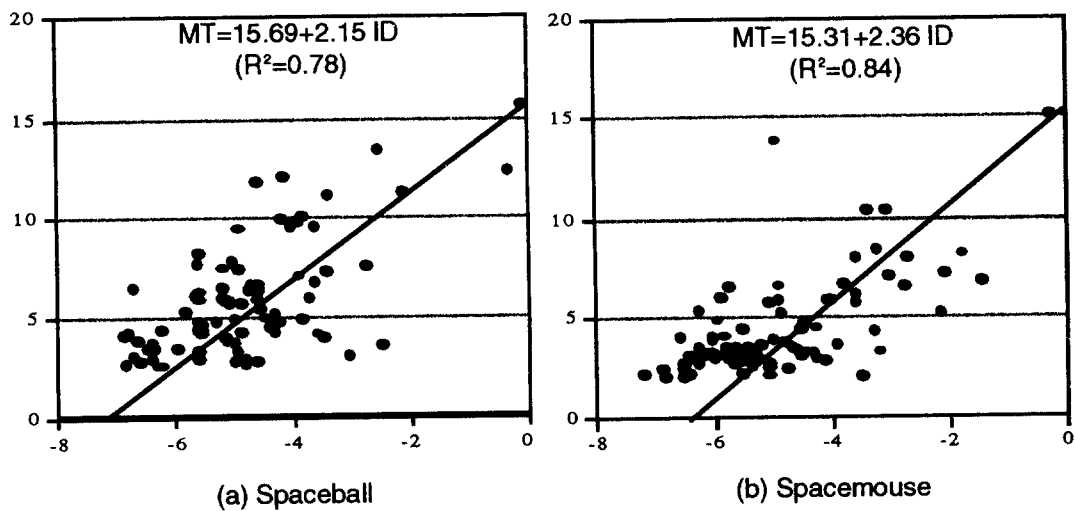 20
MT=15.69+2.15 ID
(R²=0.78)
15
10
5
0
-8 -6 -4 -2 0
(a) Spaceball
20
MT=15.31+2.36 ID
(R²=0.84)
15
10
5
0
-8 -6 -4 -2 0
(b) Spacemouse